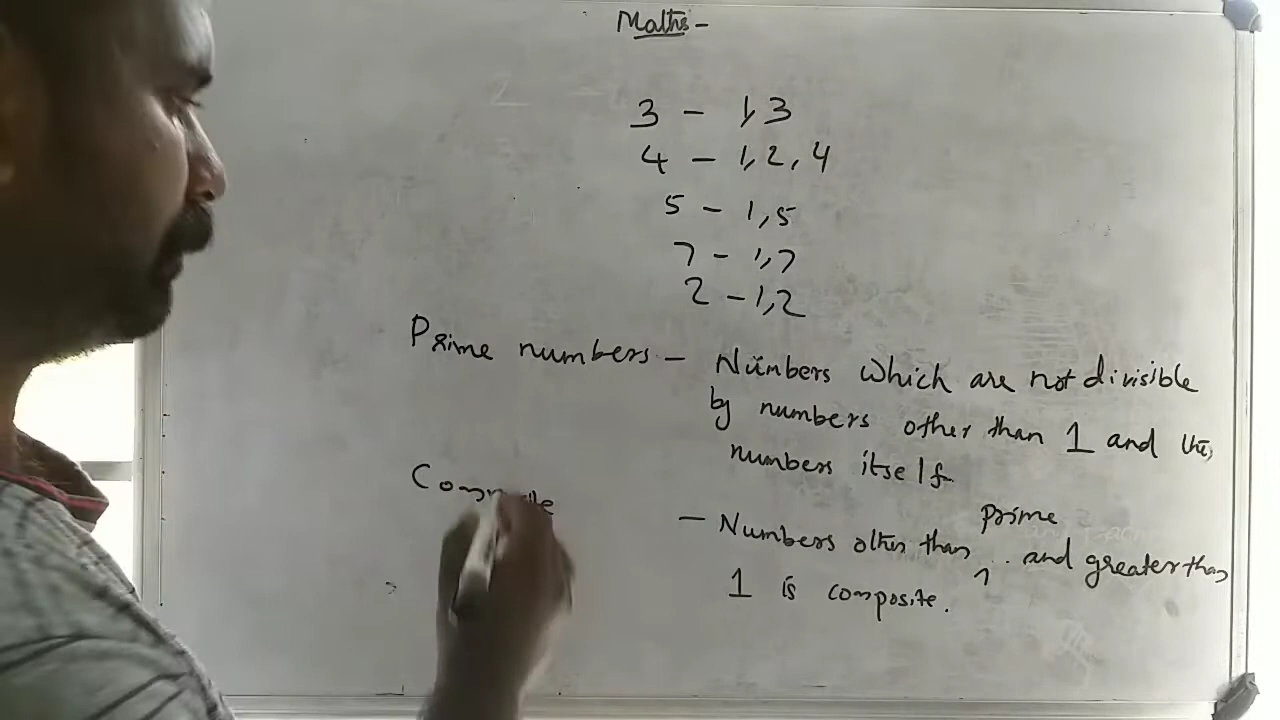 Maths -
3 - 1,3
4 - 1,2,4
5 - 1,5
7 - 1,7
2 - 1,2
Prime numbers - Numbers which are not divisible
by numbers other than 1 and the
numbers itself
Composite
prime
- Numbers other than and greater than
1 is composite.